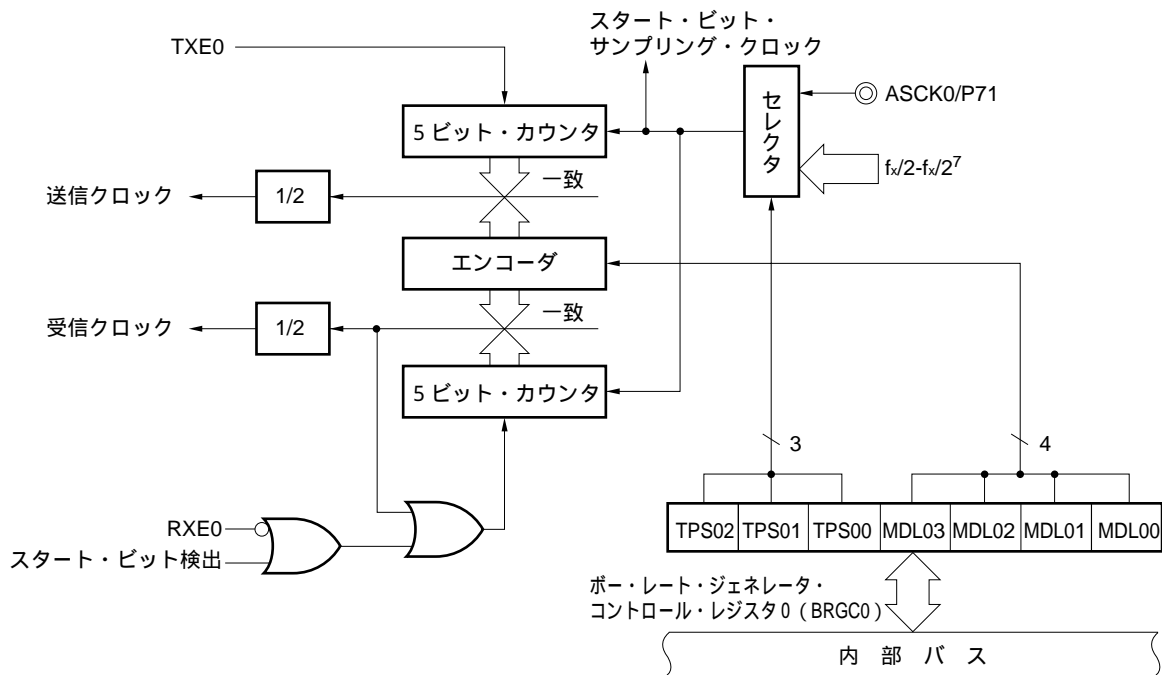 スタート・ビット・
サンプリング・クロック
TXE0
セレクタ
ASCK0/P71
5 ビット・カウンタ
fx/2-fx/2⁷
一致
送信クロック
1/2
エンコーダ
一致
受信クロック
1/2
5 ビット・カウンタ
3
4
RXE0
スタート・ビット検出
TPS02 TPS01 TPS00 MDL03 MDL02 MDL01 MDL00
ボー・レート・ジェネレータ・
コントロール・レジスタ0（BRGC0）
内 部 バ ス